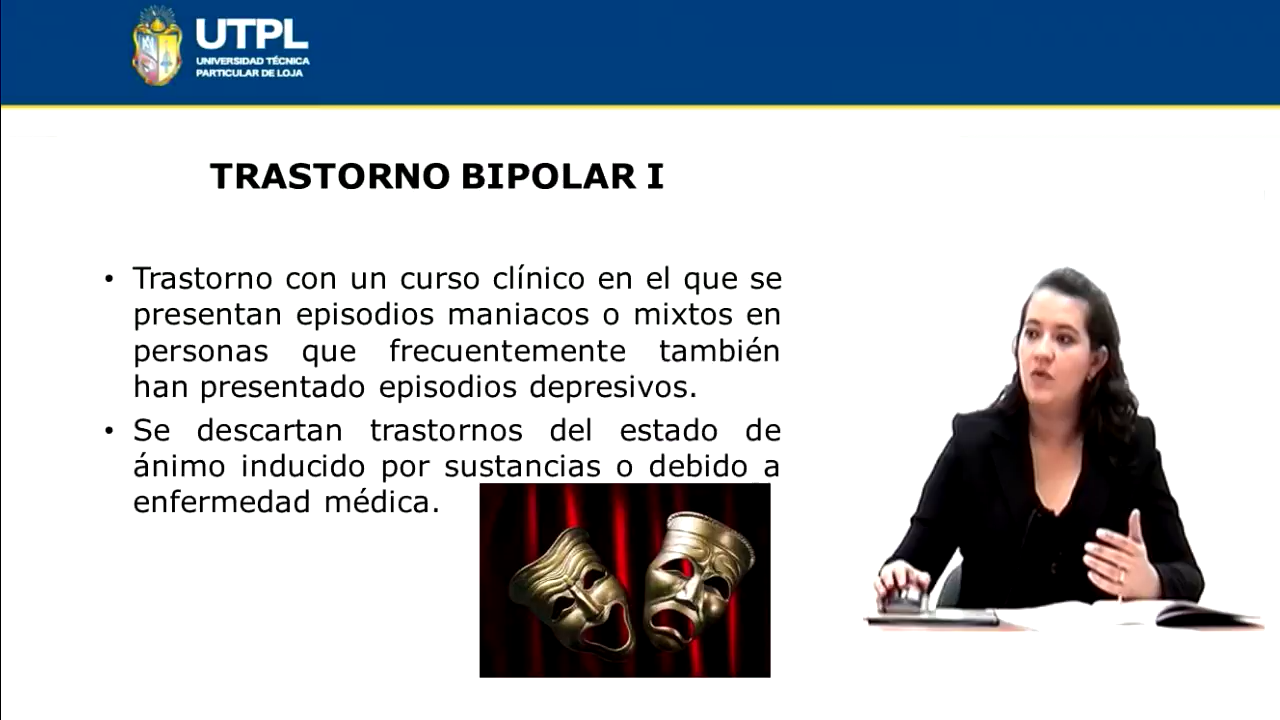 UTPL
UNIVERSIDAD TÉCNICA
PARTICULAR DE LOJA
TRASTORNO BIPOLAR I
• Trastorno con un curso clínico en el que se
presentan episodios maniacos o mixtos en
personas que frecuentemente también
han presentado episodios depresivos.
• Se descartan trastornos del estado de
ánimo inducido por sustancias o debido a
enfermedad médica.